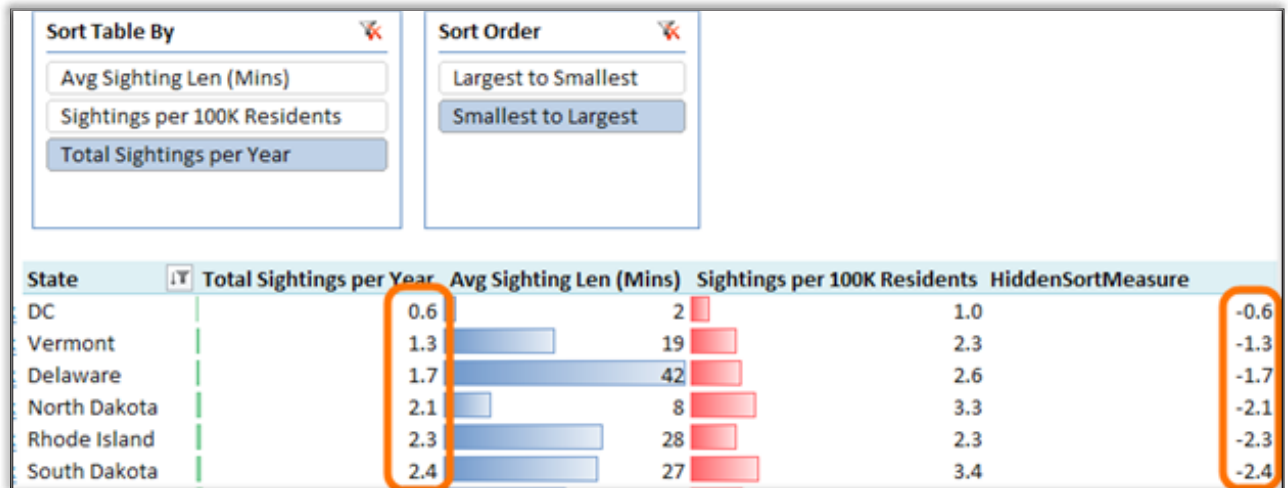 Sort Table By
Avg Sighting Len (Mins)
Sightings per 100K Residents
Total Sightings per Year
Sort Order
Largest to Smallest
Smallest to Largest
State Total Sightings per Year Avg Sighting Len (Mins) Sightings per 100K Residents HiddenSortMeasure
DC 0.6 2 1.0 -0.6
Vermont 1.3 19 2.3 -1.3
Delaware 1.7 42 2.6 -1.7
North Dakota 2.1 8 3.3 -2.1
Rhode Island 2.3 28 2.3 -2.3
South Dakota 2.4 27 3.4 -2.4